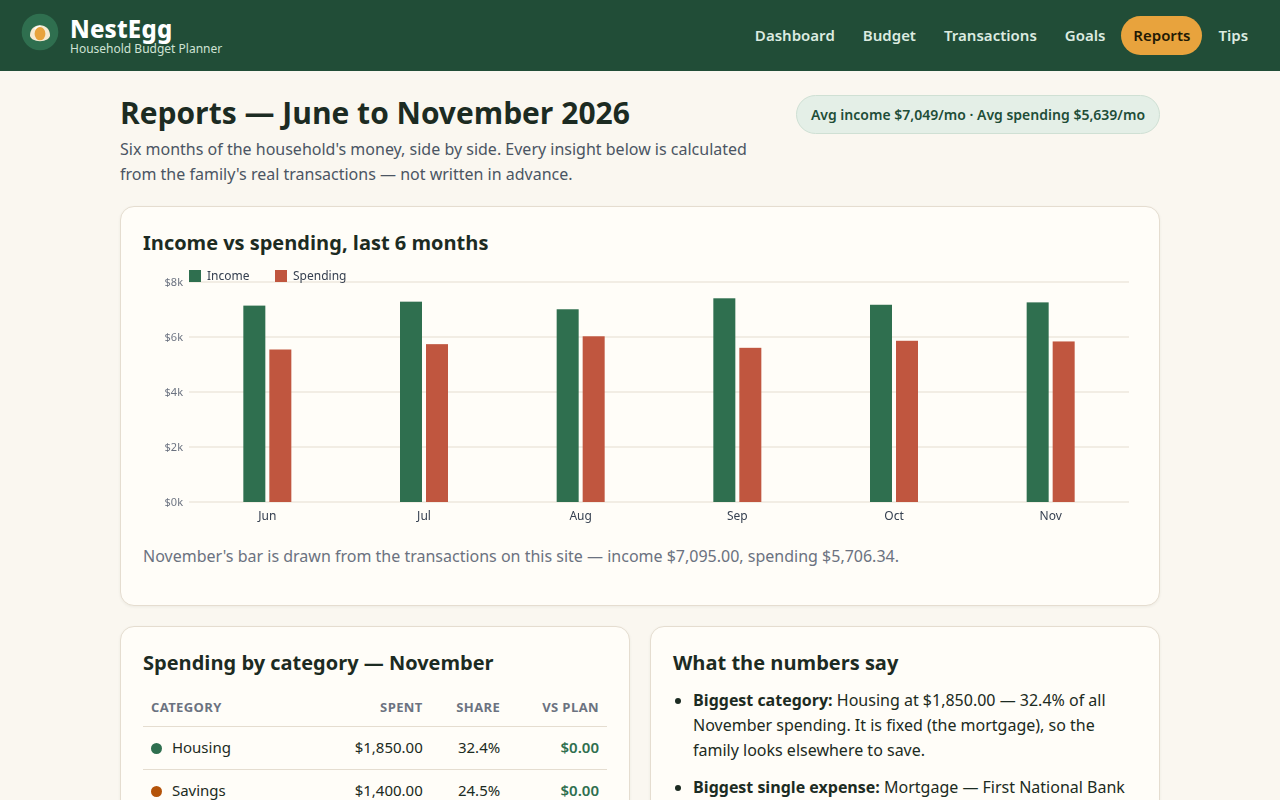 NestEgg
Household Budget Planner
Dashboard
Budget
Transactions
Goals
Reports
Tips
Reports — June to November 2026
Six months of the household's money, side by side. Every insight below is calculated
from the family's real transactions — not written in advance.
Avg income $7,049/mo · Avg spending $5,639/mo
Income vs spending, last 6 months
Income
Spending
$8k
$6k
$4k
$2k
$0k
Jun
Jul
Aug
Sep
Oct
Nov
November's bar is drawn from the transactions on this site — income $7,095.00, spending $5,706.34.
Spending by category — November
CATEGORY SPENT SHARE VS PLAN
Housing $1,850.00 32.4% $0.00
Savings $1,400.00 24.5% $0.00
What the numbers say
Biggest category: Housing at $1,850.00 — 32.4% of all
November spending. It is fixed (the mortgage), so the
family looks elsewhere to save.
Biggest single expense: Mortgage — First National Bank